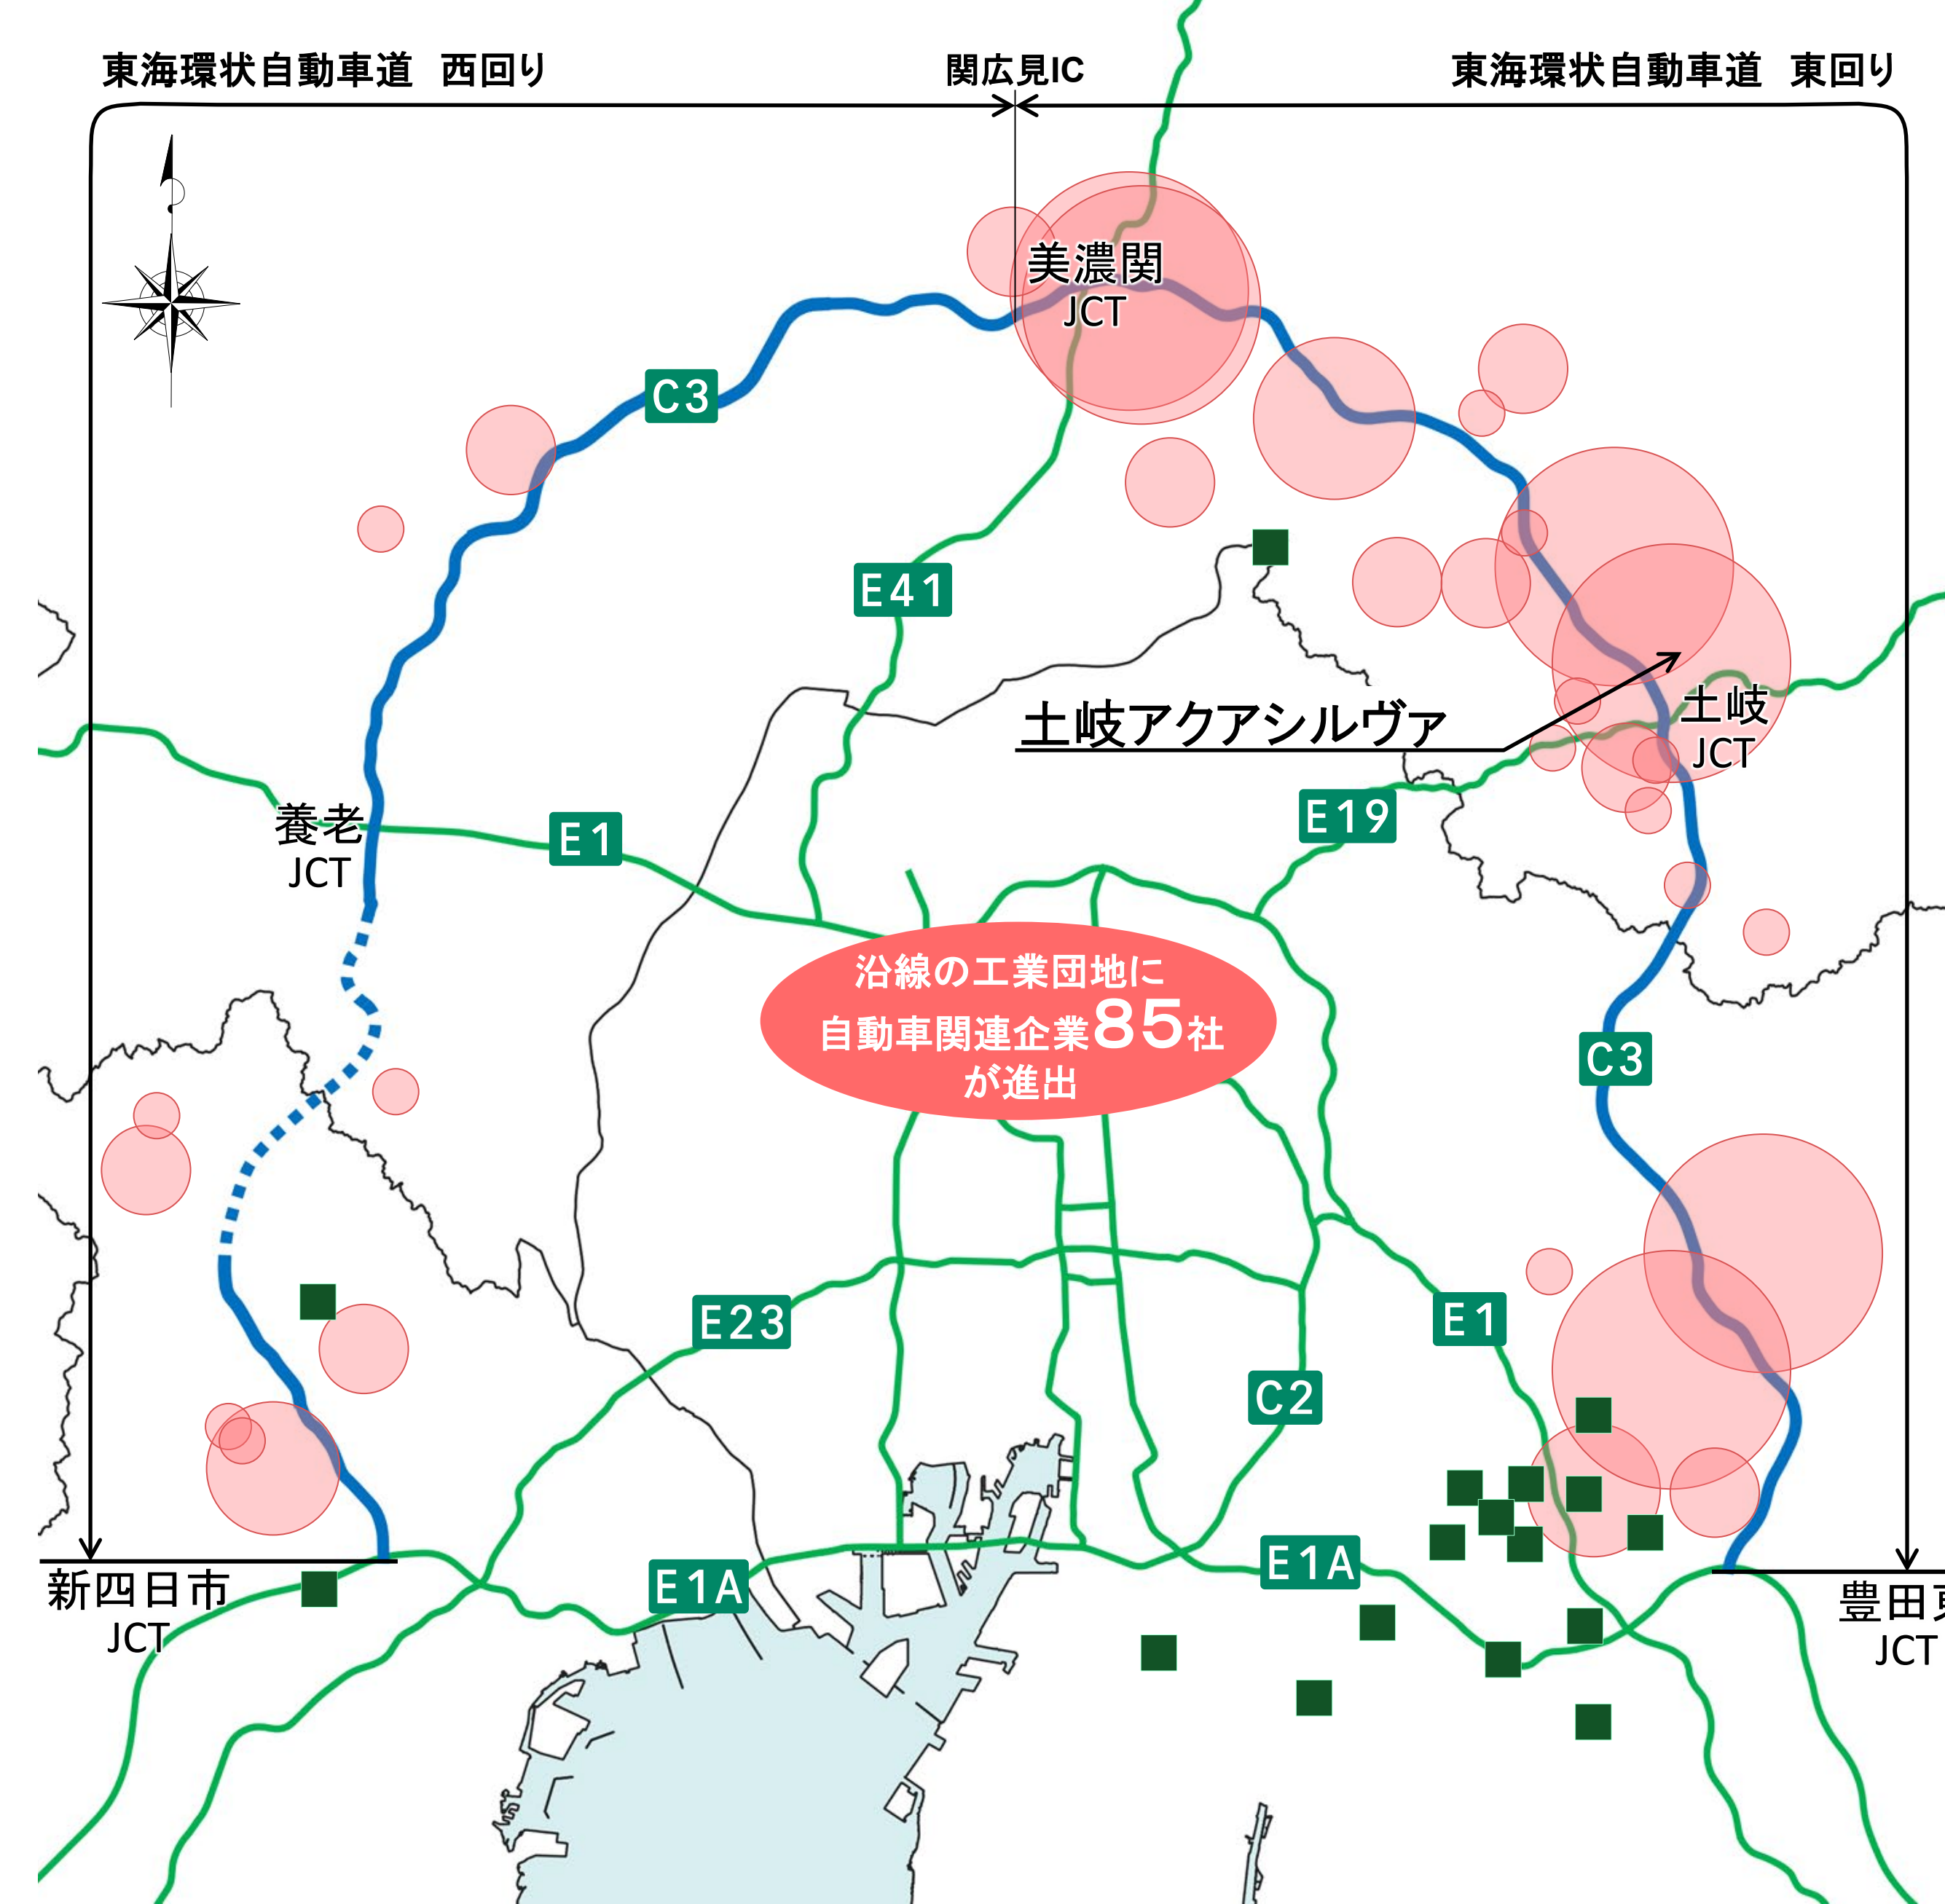 東海環状自動車道　西回り
関広見IC
東海環状自動車道　東回り
美濃関
JCT
C3
E41
土岐アクアシルヴァ
土岐
JCT
養老
JCT
E1
E19
沿線の工業団地に
自動車関連企業85社
が進出
C3
E23
E1
C2
E1A
E1A
新四日市
JCT
豊田
JCT